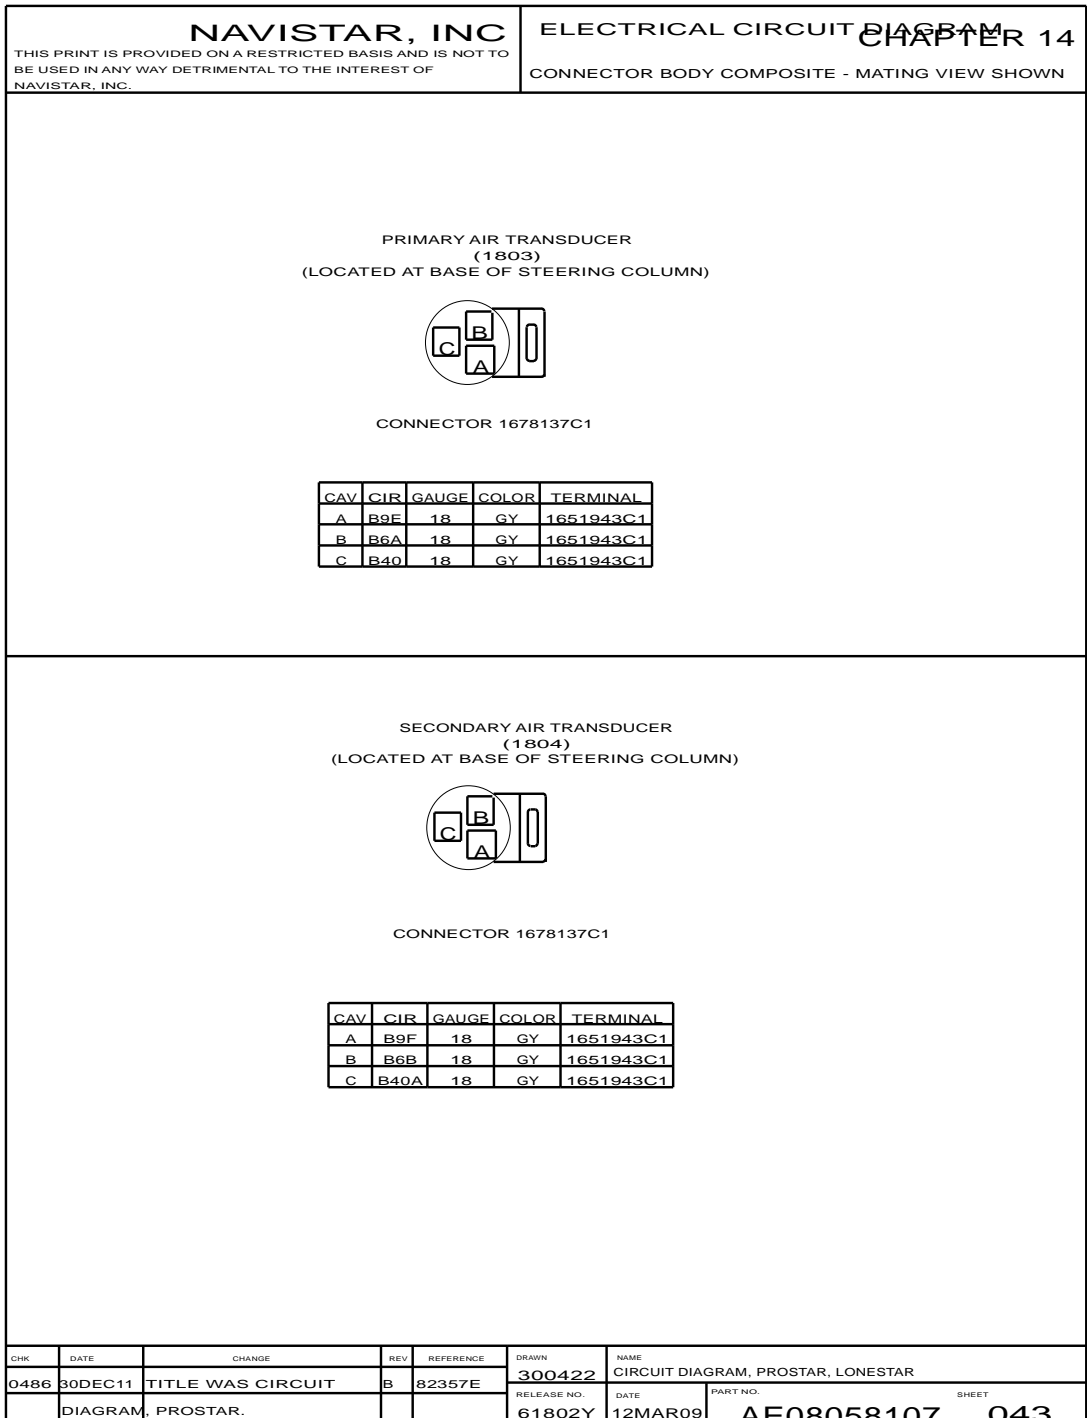 NAVISTAR, INC
THIS PRINT IS PROVIDED ON A RESTRICTED BASIS AND IS NOT TO
BE USED IN ANY WAY DETRIMENTAL TO THE INTEREST OF
NAVISTAR, INC.
ELECTRICAL CIRCUIT DIAGRAM
CHAPTER 14
CONNECTOR BODY COMPOSITE - MATING VIEW SHOWN
PRIMARY AIR TRANSDUCER
(1803)
(LOCATED AT BASE OF STEERING COLUMN)
B
C
A
CONNECTOR 1678137C1
CAV CIR GAUGE COLOR TERMINAL
A B9E 18 GY 1651943C1
B B6A 18 GY 1651943C1
C B40 18 GY 1651943C1
SECONDARY AIR TRANSDUCER
(1804)
(LOCATED AT BASE OF STEERING COLUMN)
B
C
A
CONNECTOR 1678137C1
CAV CIR GAUGE COLOR TERMINAL
A B9F 18 GY 1651943C1
B B6B 18 GY 1651943C1
C B40A 18 GY 1651943C1
CHK DATE CHANGE REV REFERENCE
0486 30DEC11 TITLE WAS CIRCUIT B 82357E
DIAGRAM, PROSTAR.
DRAWN
300422
NAME
CIRCUIT DIAGRAM, PROSTAR, LONESTAR
RELEASE NO.
61802Y
DATE
12MAR09
PART NO.
AE08058107
SHEET
043